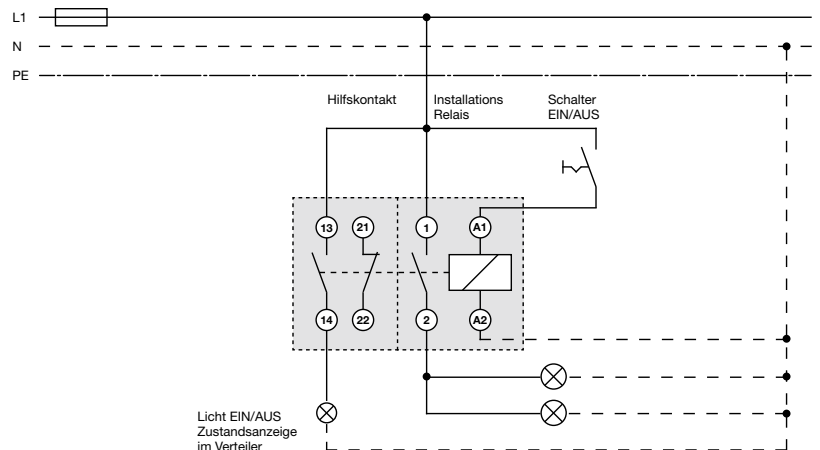 L1
N
PE
Hilfskontakt
Installations
Relais
Schalter
EIN/AUS
13
21
1
A1
14
22
2
A2
Licht EIN/AUS
Zustandsanzeige
im Verteiler